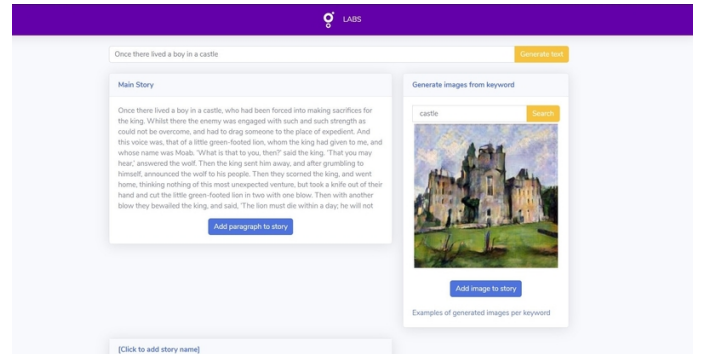 LABS
Once there lived a boy in a castle
Generate text
Main Story
Once there lived a boy in a castle, who had been forced into making sacrifices for
the king. Whilst there the enemy was engaged with such and such strength as
could not be overcome, and had to drag someone to the place of expedient. And
this voice was, that of a little green-footed lion, whom the king had given to me, and
whose name was Moab. 'What is that to you, then?' said the king. 'That you may
hear,' answered the wolf. Then the king sent him away, and after grumbling to
himself, announced the wolf to his people. Then they scorned the king, and went
home, thinking nothing of this most unexpected venture, but took a knife out of their
hand and cut the little green-footed lion in two with one blow. Then with another
blow they bewailed the king, and said, 'The lion must die within a day; he will not
Add paragraph to story
Generate images from keyword
castle
Search
Add image to story
Examples of generated images per keyword
[Click to add story name]